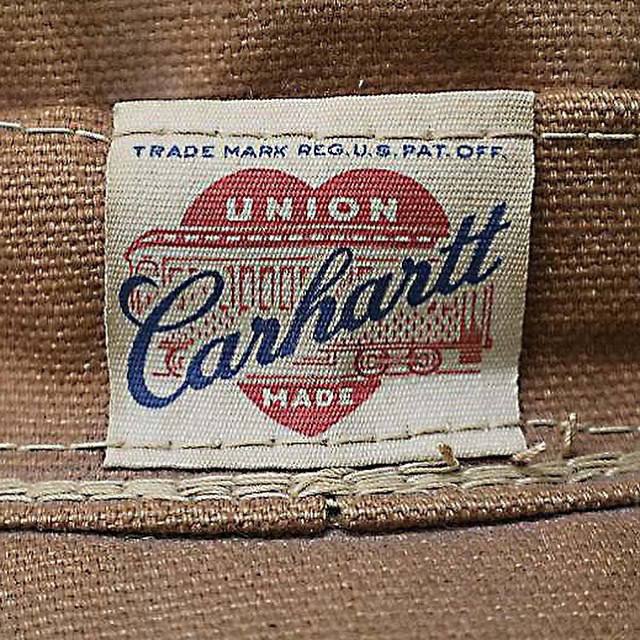 TRADE MARK REG. U.S. PAT. OFF.
UNION
Carhartt
MADE